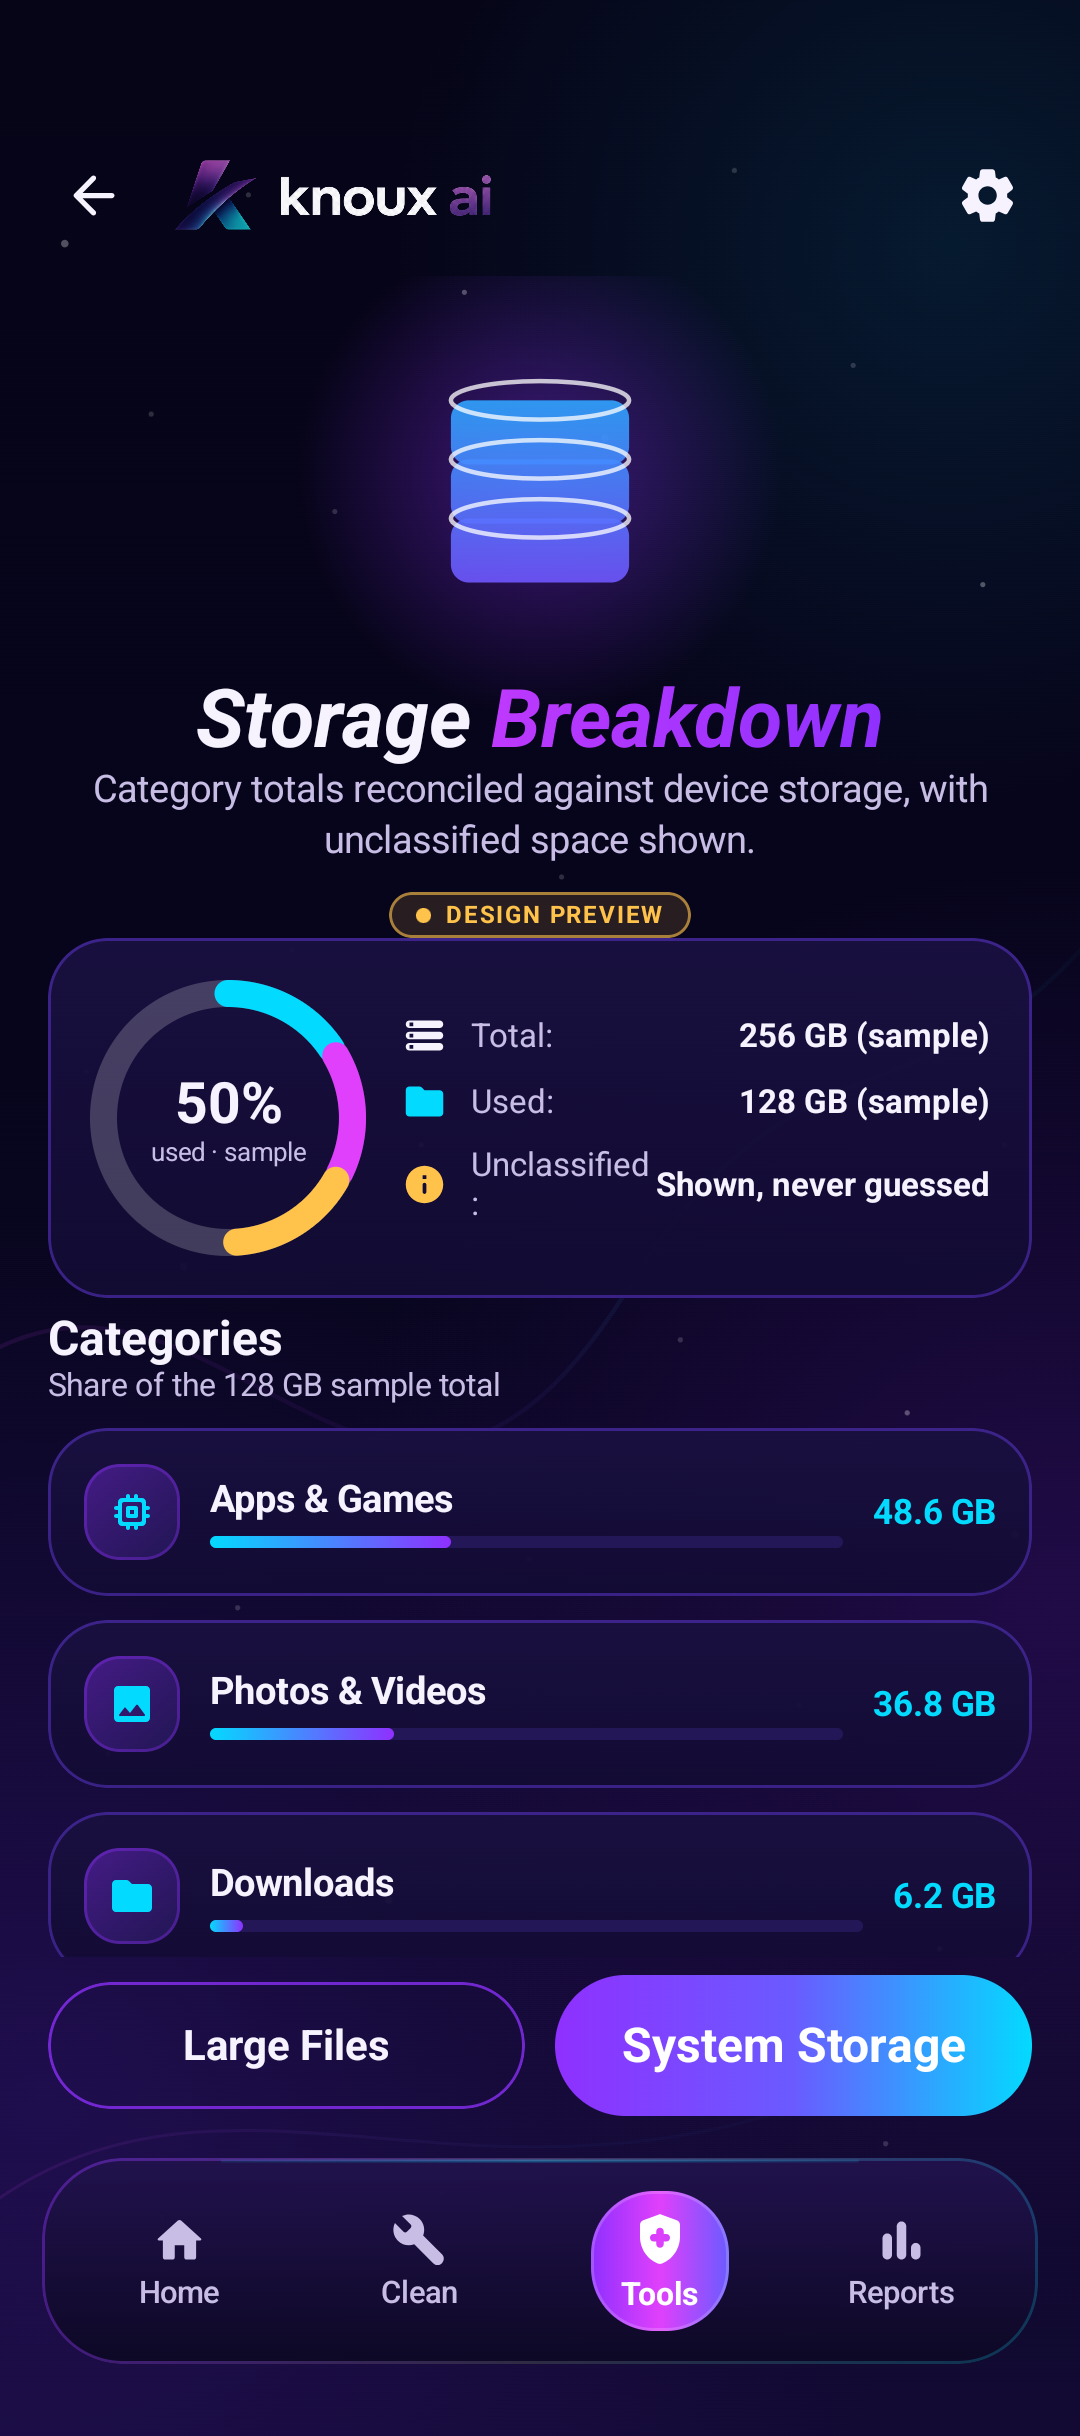 knoux ai
Storage Breakdown
Category totals reconciled against device storage, with
unclassified space shown.
DESIGN PREVIEW
50%
used · sample
Total: 256 GB (sample)
Used: 128 GB (sample)
Unclassified
: Shown, never guessed
Categories
Share of the 128 GB sample total
Apps & Games
48.6 GB
Photos & Videos
36.8 GB
Downloads
6.2 GB
Large Files
System Storage
Home
Clean
Tools
Reports